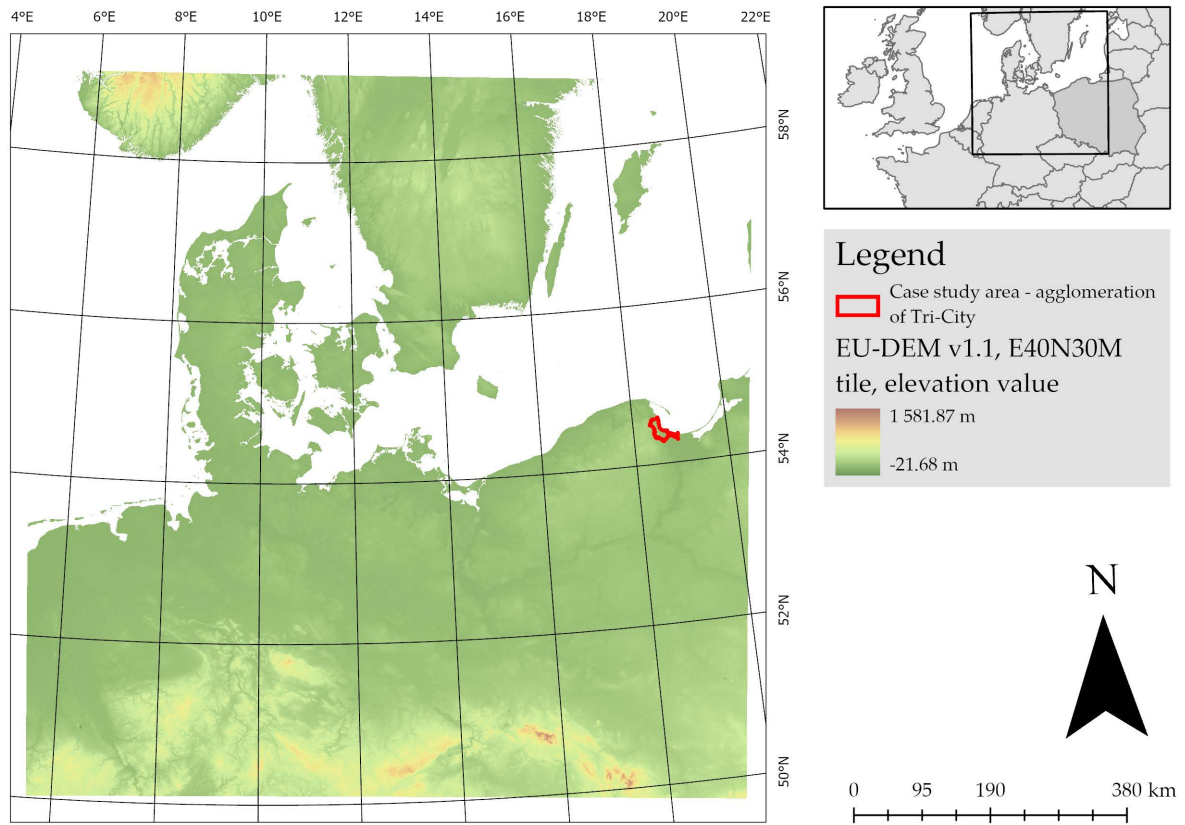 4°E 6°E 8°E 10°E 12°E 14°E 16°E 18°E 20°E 22°E
58°N
56°N
54°N
52°N
50°N
Legend
Case study area - agglomeration
of Tri-City
EU-DEM v1.1, E40N30M
tile, elevation value
1 581.87 m
-21.68 m
N
0 95 190 380 km